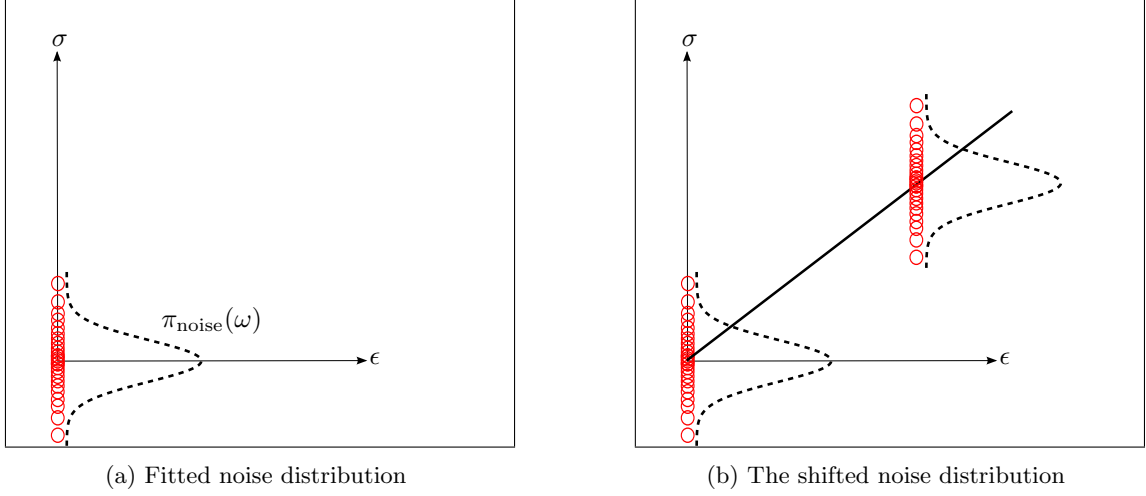 σ
π_noise(ω)
ϵ
(a) Fitted noise distribution
σ
ϵ
(b) The shifted noise distribution